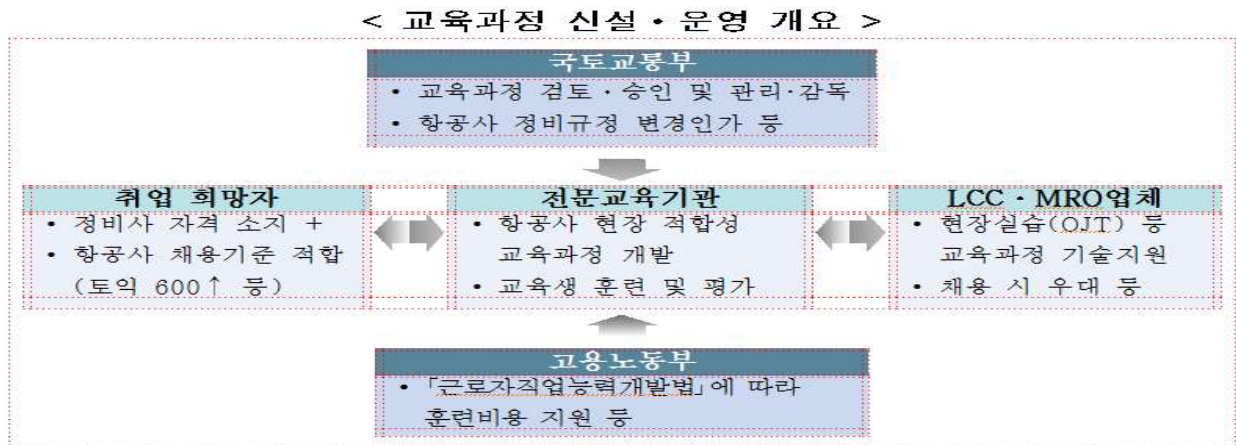 < 교육과정 신설・운영 개요 >
국토교통부
• 교육과정 검토・승인 및 관리·감독
• 항공사 정비규정 변경인가 등
취업 희망자
• 정비사 자격 소지 +
• 항공사 채용기준 적합
(토익 600↑ 등)
전문교육기관
• 항공사 현장 적합성
교육과정 개발
• 교육생 훈련 및 평가
LCC・MRO업체
• 현장실습(OJT) 등
교육과정 기술지원
• 채용 시 우대 등
고용노동부
• 「근로자직업능력개발법」에 따라
훈련비용 지원 등